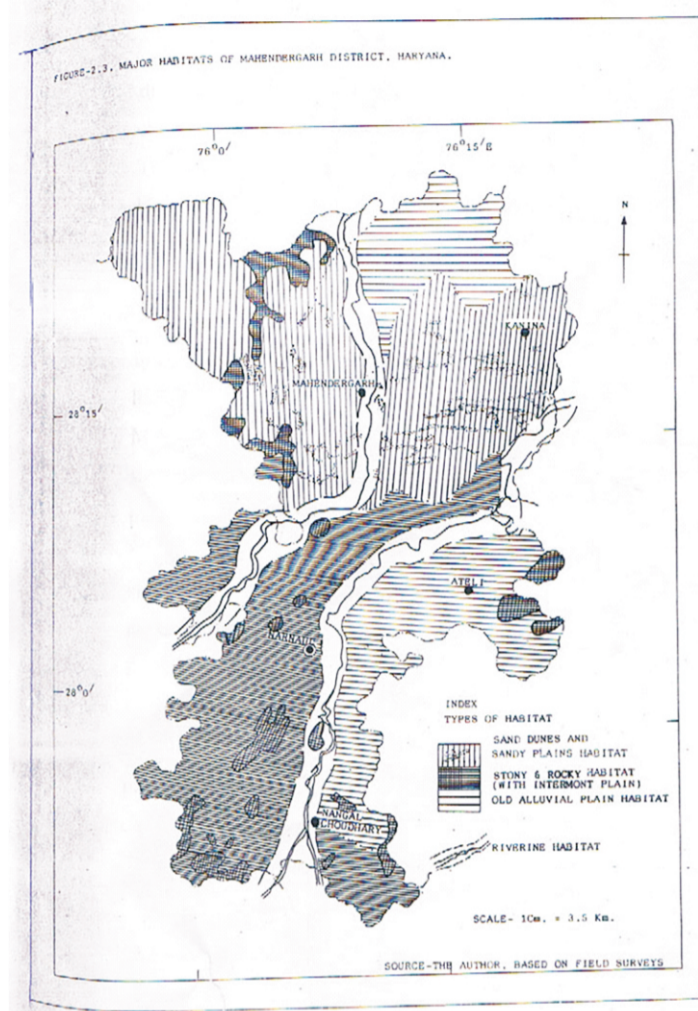 FIGURE-2.3. MAJOR HABITATS OF MAHENDERGARH DISTRICT, HARYANA.
76°0/
76°15/E
N
KANINA
MAHENDERGARH
28°15/
ATELI
NARNAUL
28°0/
INDEX
TYPES OF HABITAT
SAND DUNES AND
SANDY PLAINS HABITAT
STONY & ROCKY HABITAT
(WITH INTERMONT PLAIN)
OLD ALLUVIAL PLAIN HABITAT
NANGAL
CHOUDHARY
RIVERINE HABITAT
SCALE- 1Cm. = 3.5 Km.
SOURCE-THE AUTHOR, BASED ON FIELD SURVEYS